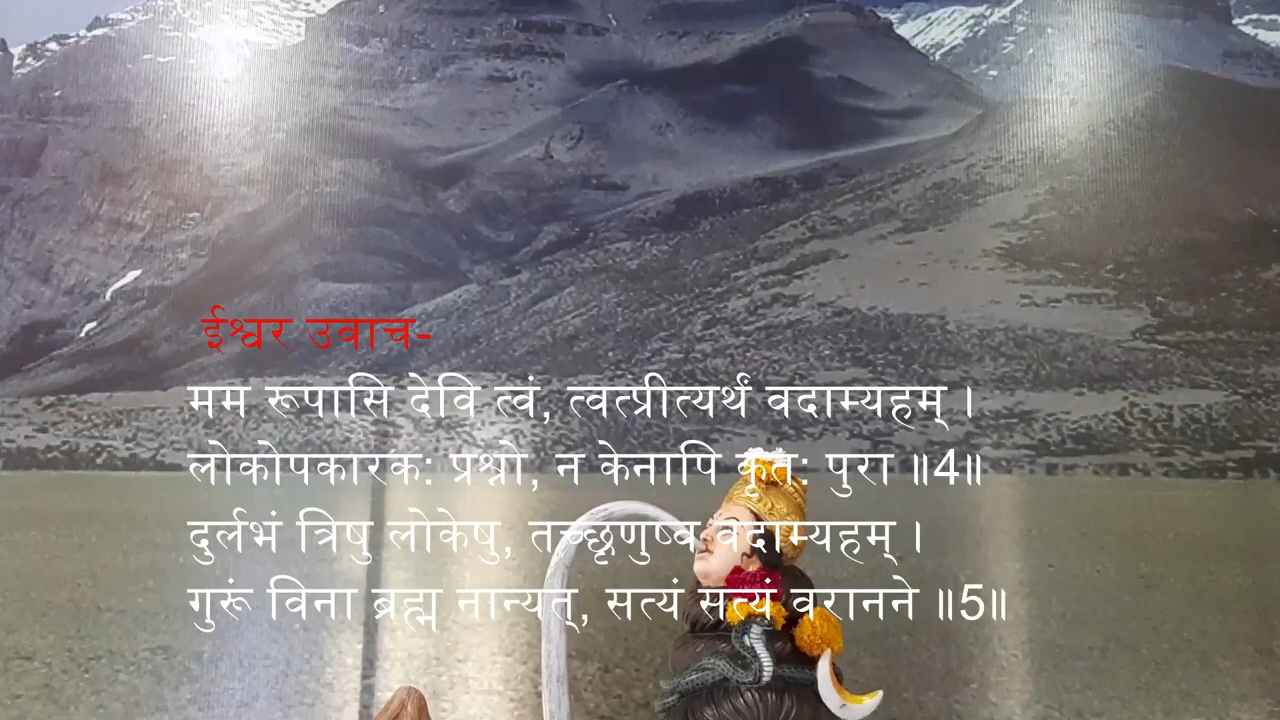 ईश्वर उवाच-
मम रूपासि देवि त्वं, त्वत्प्रीत्यर्थं वदाम्यहम् ।
लोकोपकारक: प्रश्नो, न केनापि कृत: पुरा ॥4॥
दुर्लभं त्रिषु लोकेषु, तच्छृणुष्व वदाम्यहम् ।
गुरूं विना ब्रह्म नान्यत्, सत्यं सत्यं वरानने ॥5॥